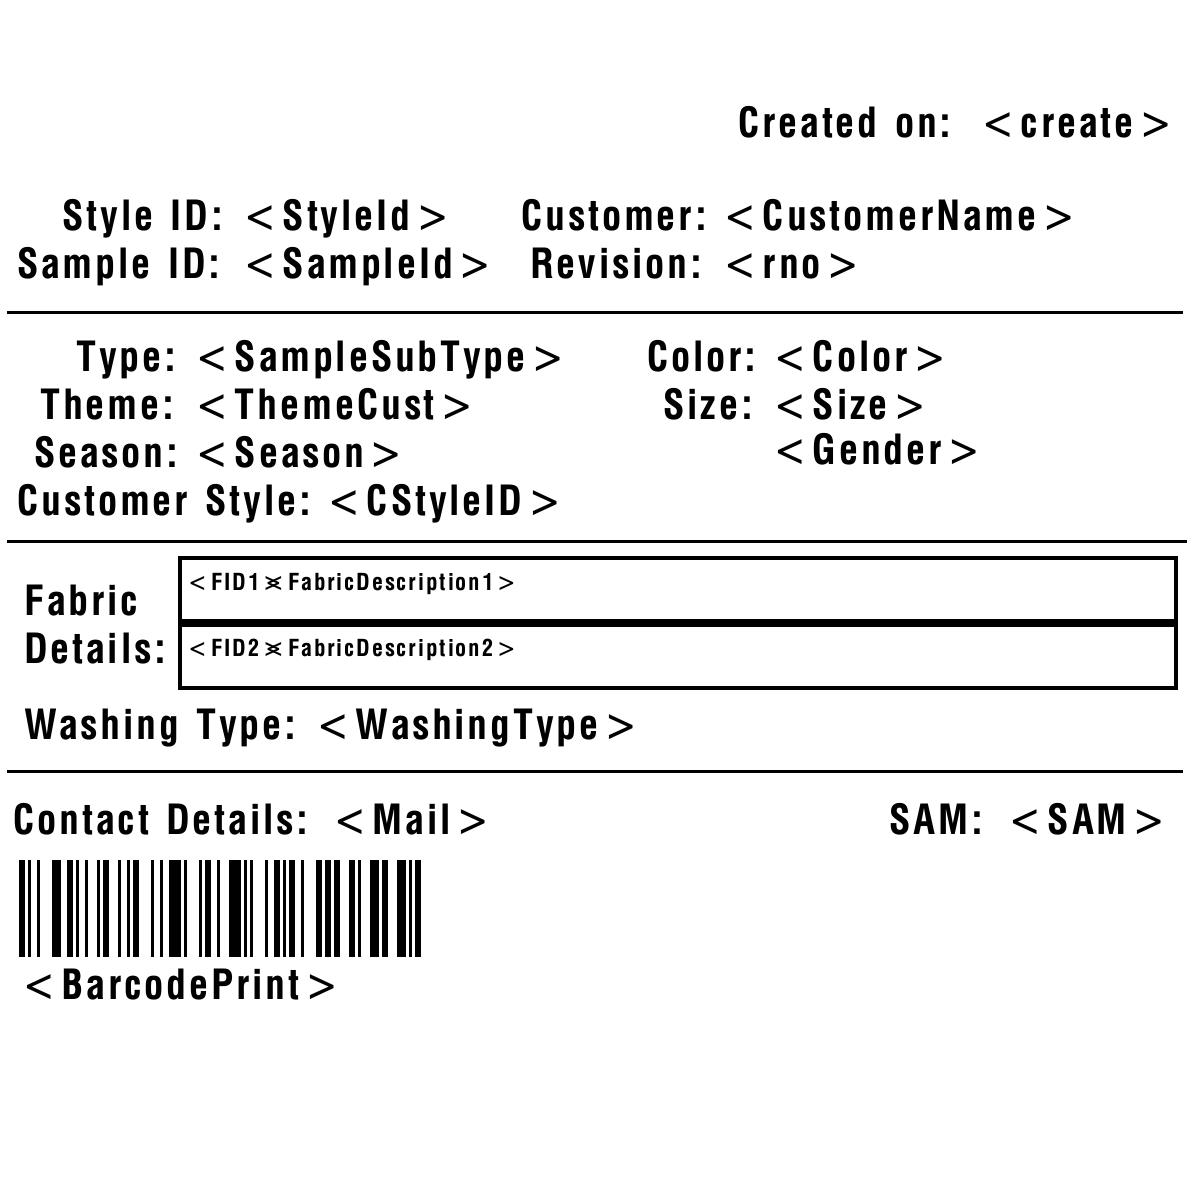 Created on: <create>
Style ID: <StyleId> Customer: <CustomerName>
Sample ID: <SampleId> Revision: <rno>
Type: <SampleSubType> Color: <Color>
Theme: <ThemeCust> Size: <Size>
Season: <Season> <Gender>
Customer Style: <CStyleID>
Fabric Details:
<FID1><FabricDescription1>
<FID2><FabricDescription2>
Washing Type: <WashingType>
Contact Details: <Mail> SAM: <SAM>
<BarcodePrint>